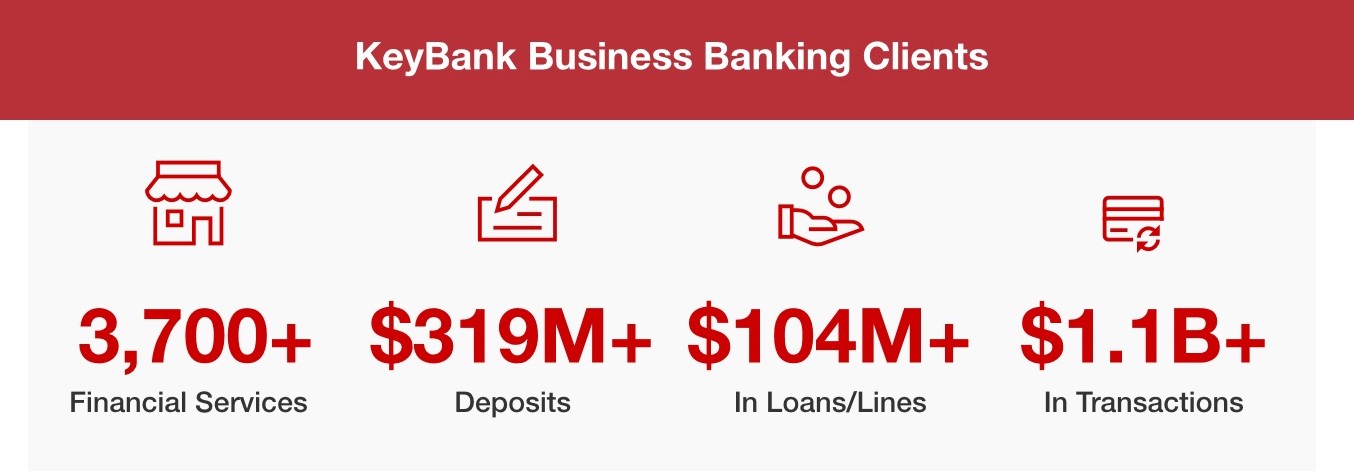 KeyBank Business Banking Clients
3,700+
Financial Services
$319M+
Deposits
$104M+
In Loans/Lines
$1.1B+
In Transactions